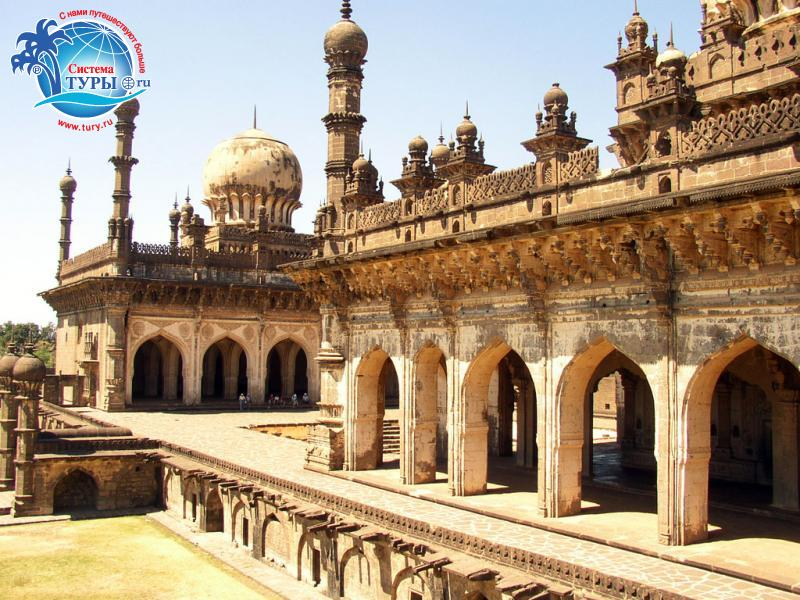 С нами путешествуют больше
Система
ТУРЫ.ru
®
www.tury.ru